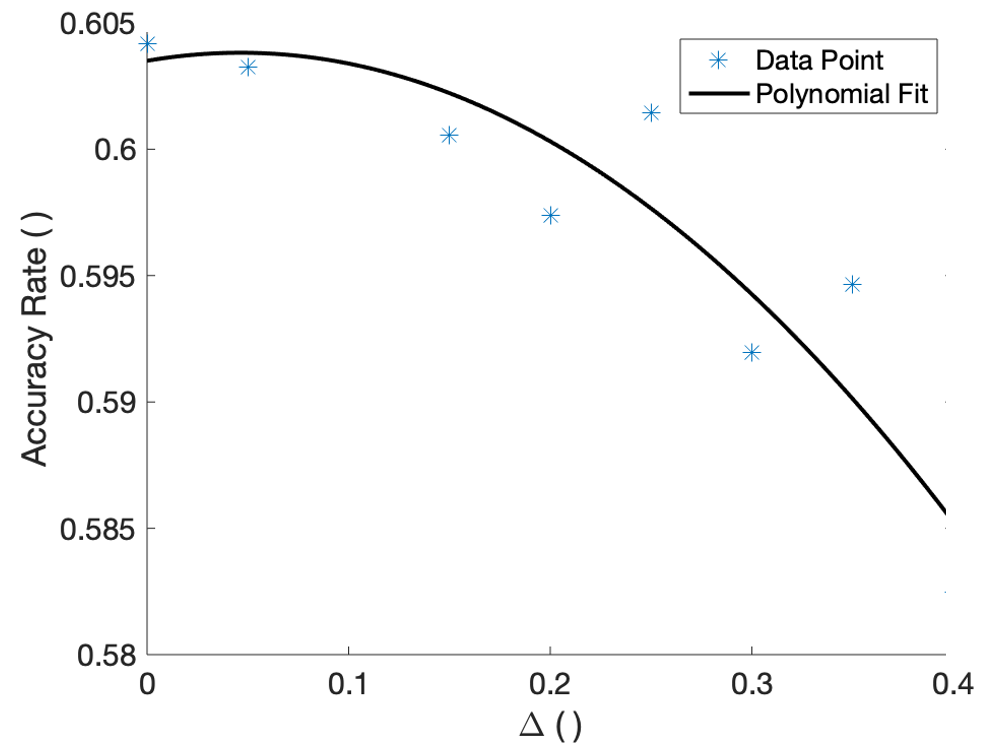 0.605
Data Point
Polynomial Fit
0.6
0.595
0.59
0.585
0.58
Accuracy Rate ( )
0
0.1
0.2
0.3
0.4
Δ ( )